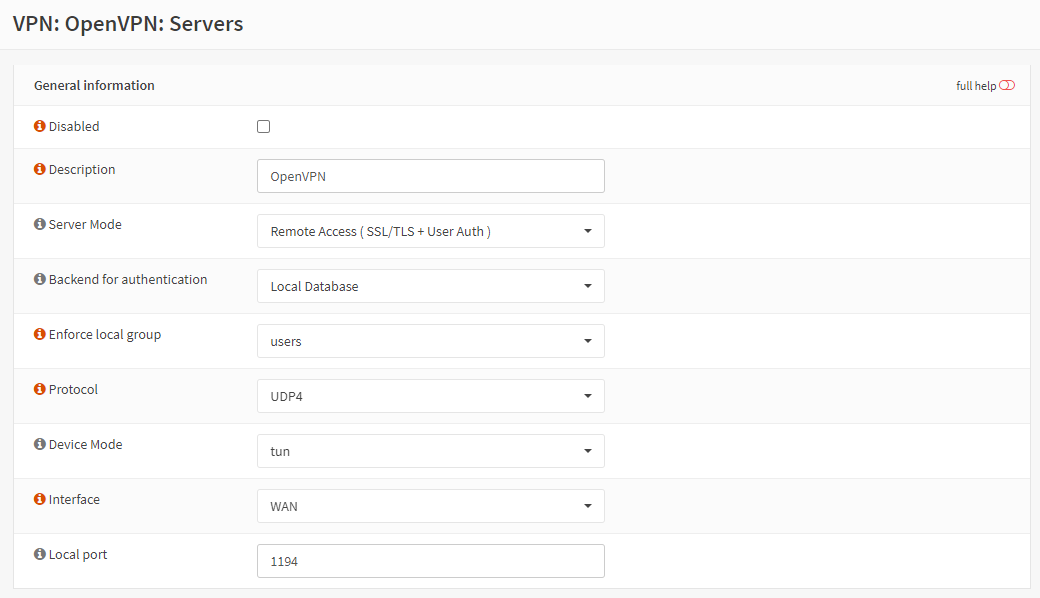 VPN: OpenVPN: Servers
General information full help
Disabled
Description OpenVPN
Server Mode Remote Access ( SSL/TLS + User Auth )
Backend for authentication Local Database
Enforce local group users
Protocol UDP4
Device Mode tun
Interface WAN
Local port 1194